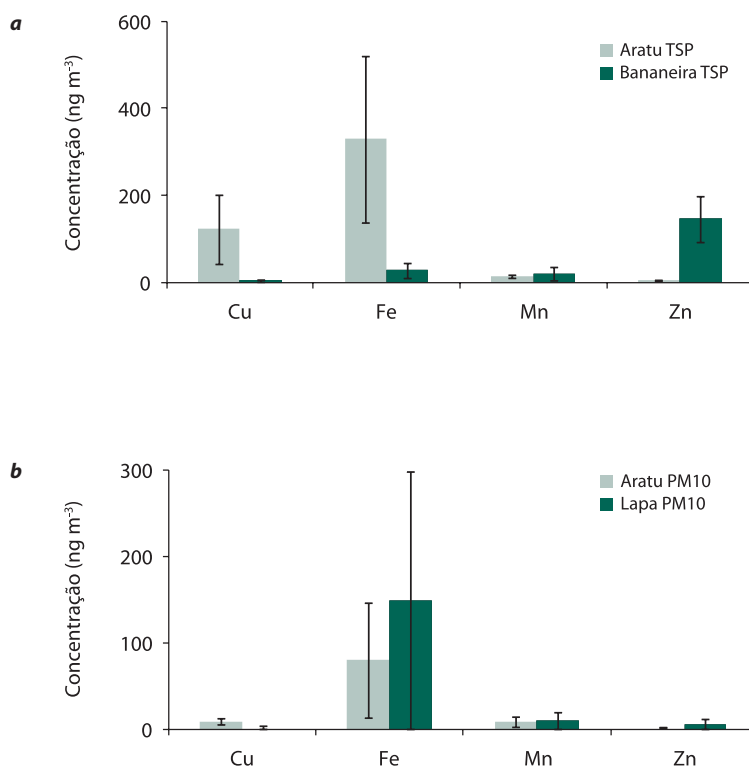 a
Concentração (ng m⁻³)
600
400
200
0
Aratu TSP
Bananeira TSP
Cu Fe Mn Zn
b
Concentração (ng m⁻³)
300
200
100
0
Aratu PM10
Lapa PM10
Cu Fe Mn Zn